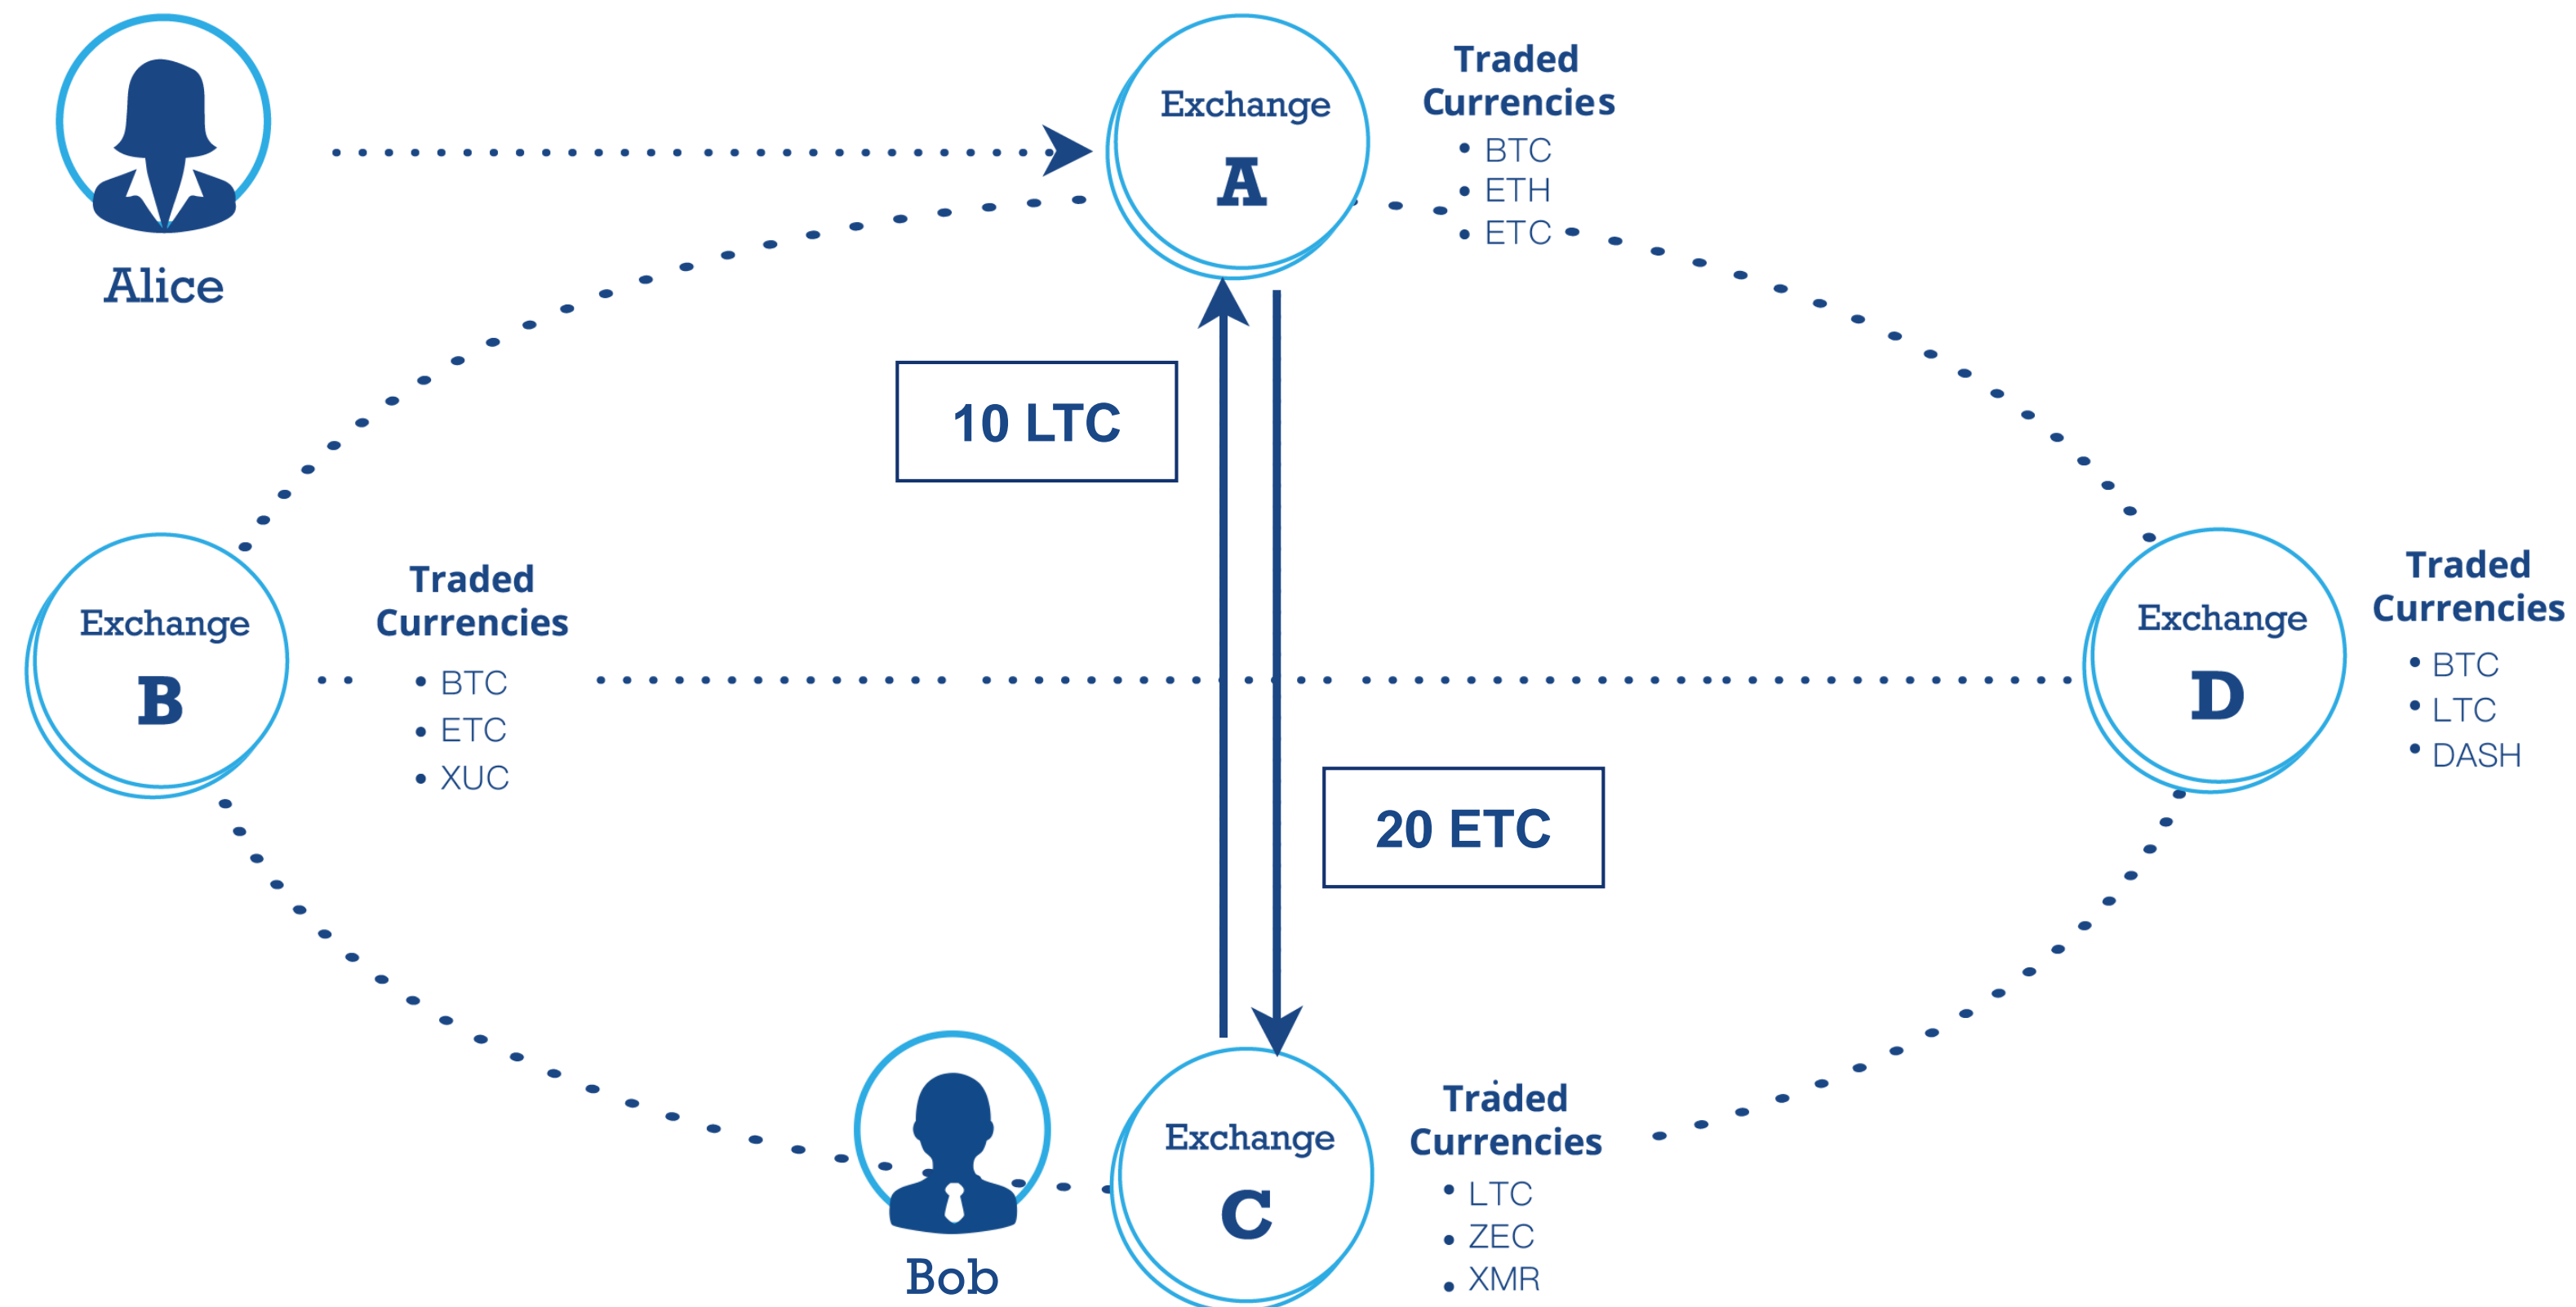 Alice
Exchange
A
Traded
Currencies
• BTC
• ETH
• ETC
10 LTC
Exchange
B
Traded
Currencies
• BTC
• ETC
• XUC
Exchange
D
Traded
Currencies
• BTC
• LTC
• DASH
20 ETC
Bob
Exchange
C
Traded
Currencies
• LTC
• ZEC
• XMR